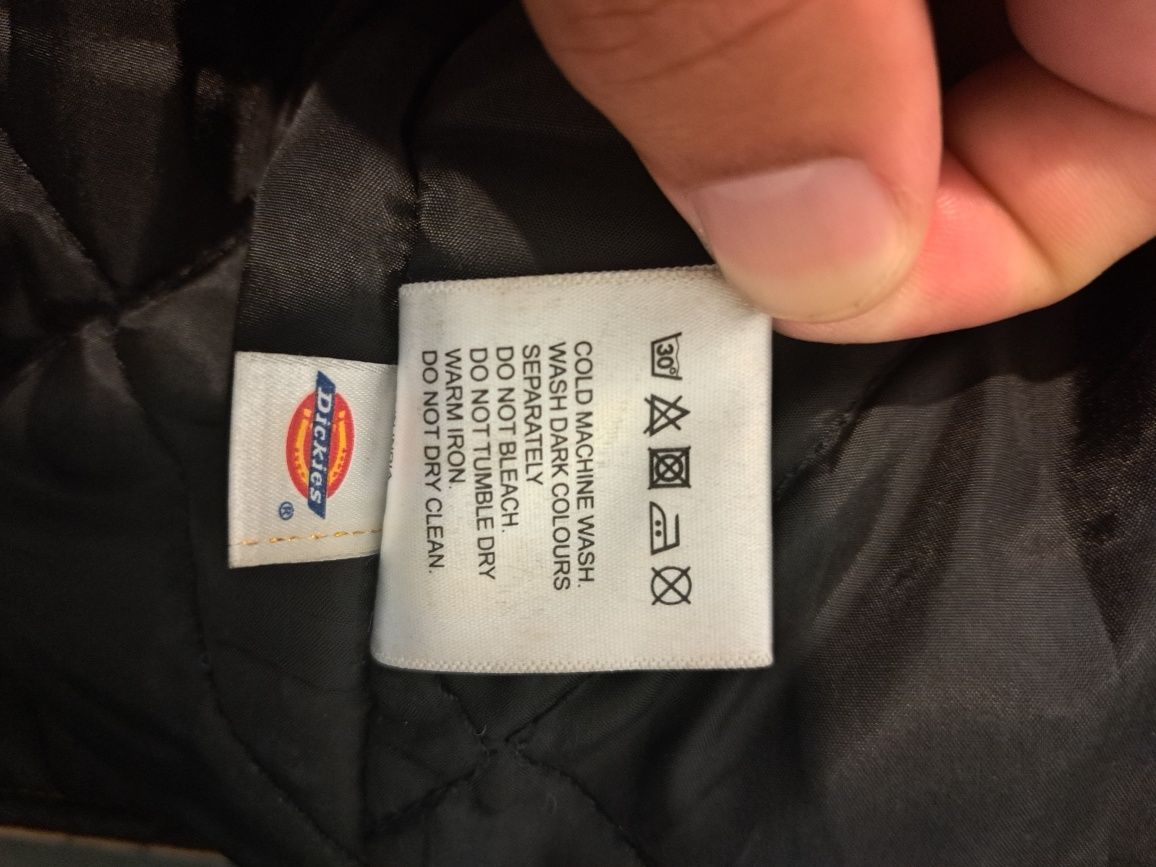 Dickies®
30°
COLD MACHINE WASH.
WASH DARK COLOURS
SEPARATELY
DO NOT BLEACH.
DO NOT TUMBLE DRY
WARM IRON.
DO NOT DRY CLEAN.